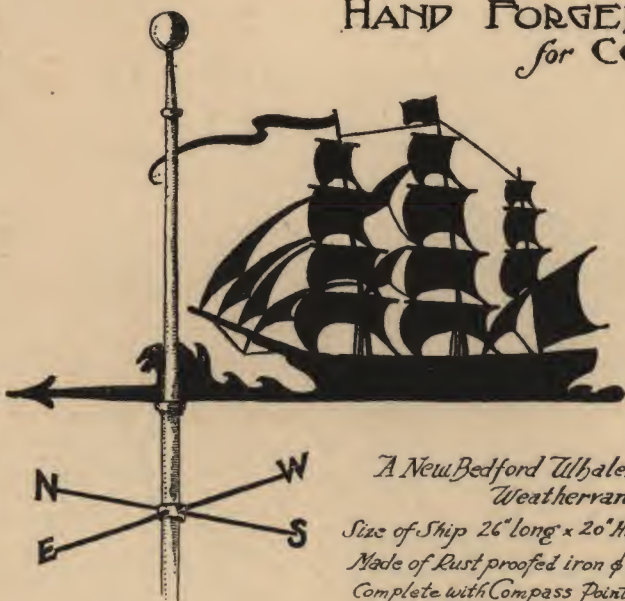 HAND FORGE
for
N
W
E
S
A New Bedford Whale
Weathervan
Size of Ship 26" long x 20" H
Made of Rust proofed iron &
Complete with Compass Point